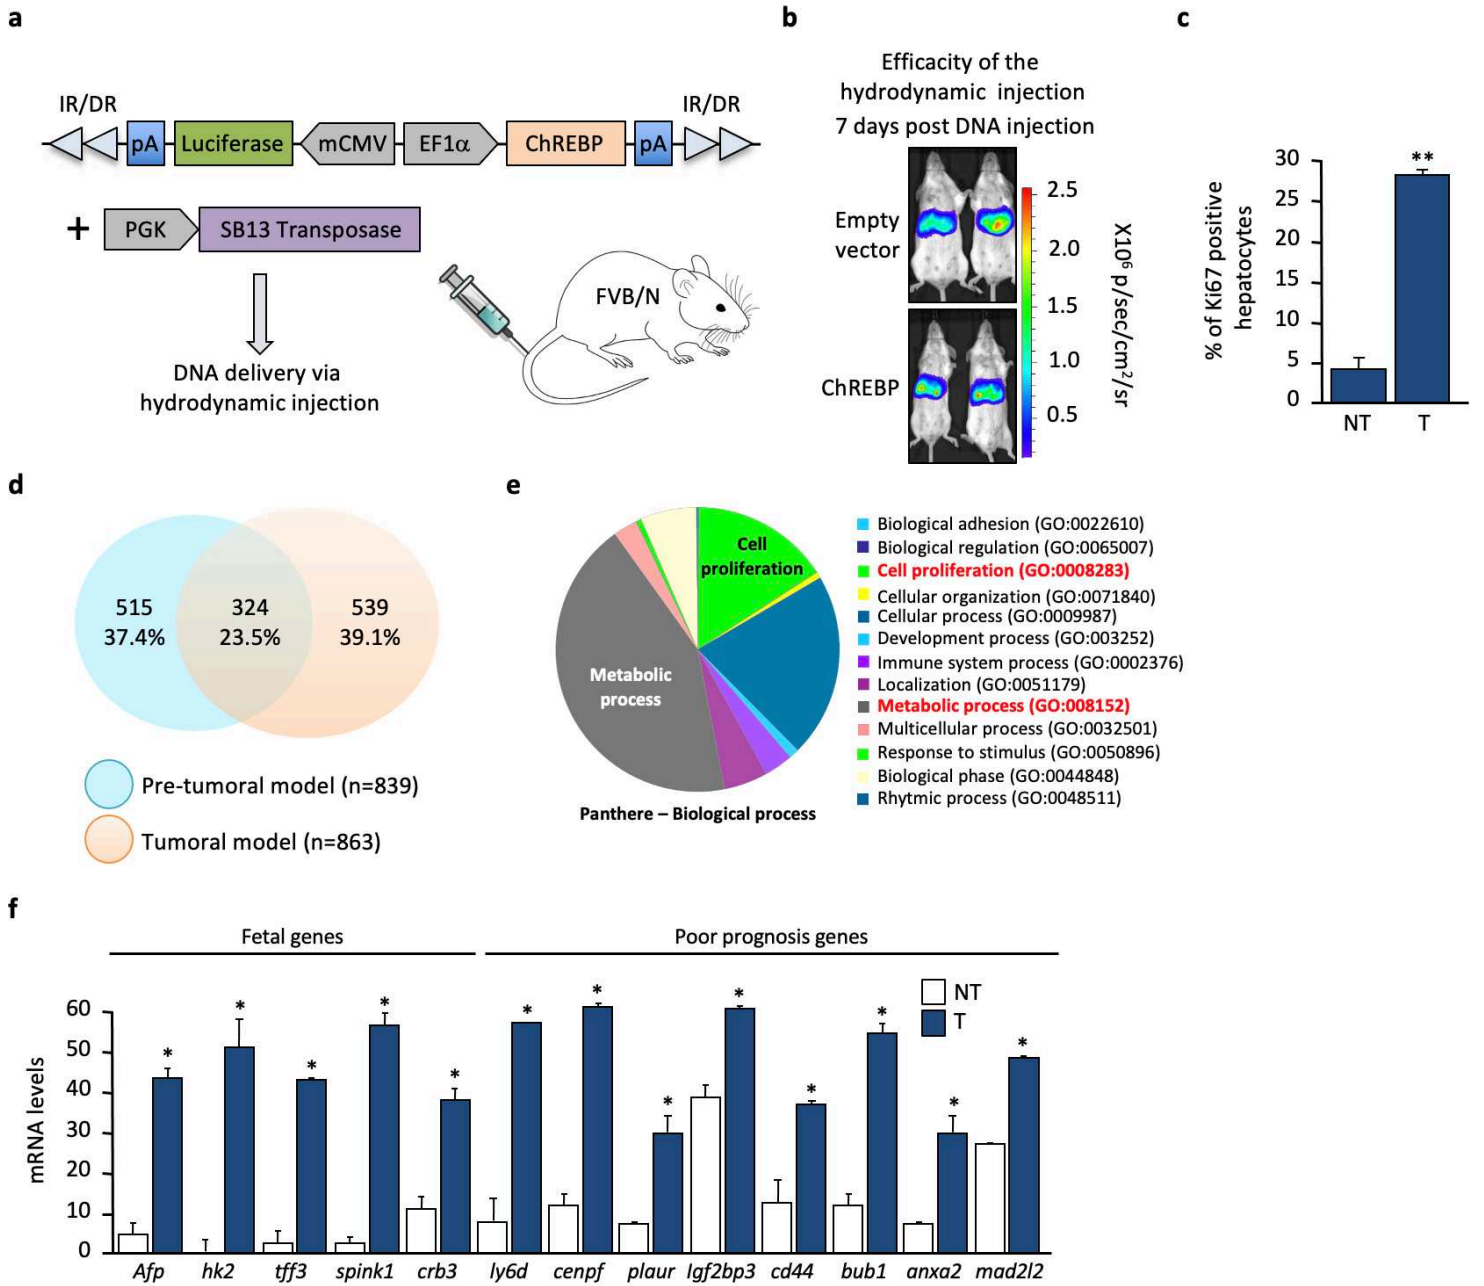 a
IR/DR
IR/DR
pA
Luciferase
mCMV
EF1α
ChREBP
pA
+
PGK
SB13 Transposase
FVB/N
DNA delivery via
hydrodynamic injection
b
Efficacity of the
hydrodynamic injection
7 days post DNA injection
Empty
vector
ChREBP
2.5
2.0
1.5
1.0
0.5
X10⁶ p/sec/cm²/sr
c
% of Ki67 positive
hepatocytes
30
25
20
15
10
5
0
**
NT
T
d
515
37.4%
324
23.5%
539
39.1%
Pre-tumoral model (n=839)
Tumoral model (n=863)
e
Cell
proliferation
Metabolic
process
Panthere – Biological process
Biological adhesion (GO:0022610)
Biological regulation (GO:0065007)
Cell proliferation (GO:0008283)
Cellular organization (GO:0071840)
Cellular process (GO:0009987)
Development process (GO:003252)
Immune system process (GO:0002376)
Localization (GO:0051179)
Metabolic process (GO:008152)
Multicellular process (GO:0032501)
Response to stimulus (GO:0050896)
Biological phase (GO:0044848)
Rhytmic process (GO:0048511)
f
Fetal genes
Poor prognosis genes
NT
T
mRNA levels
60
50
40
30
20
10
0
* * * * * * * * * * * * *
Afp hk2 tff3 spink1 crb3 ly6d cenpf plaur Igf2bp3 cd44 bub1 anxa2 mad2l2